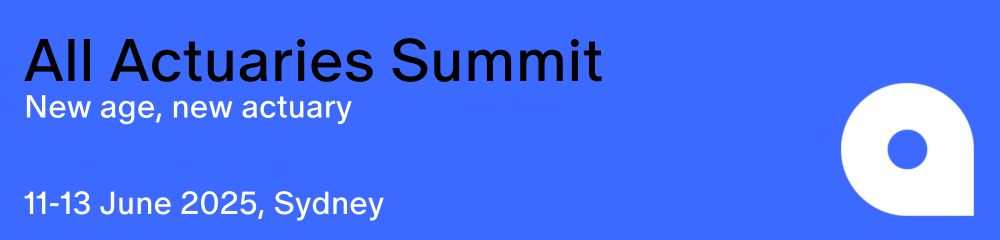 All Actuaries Summit
New age, new actuary
11-13 June 2025, Sydney